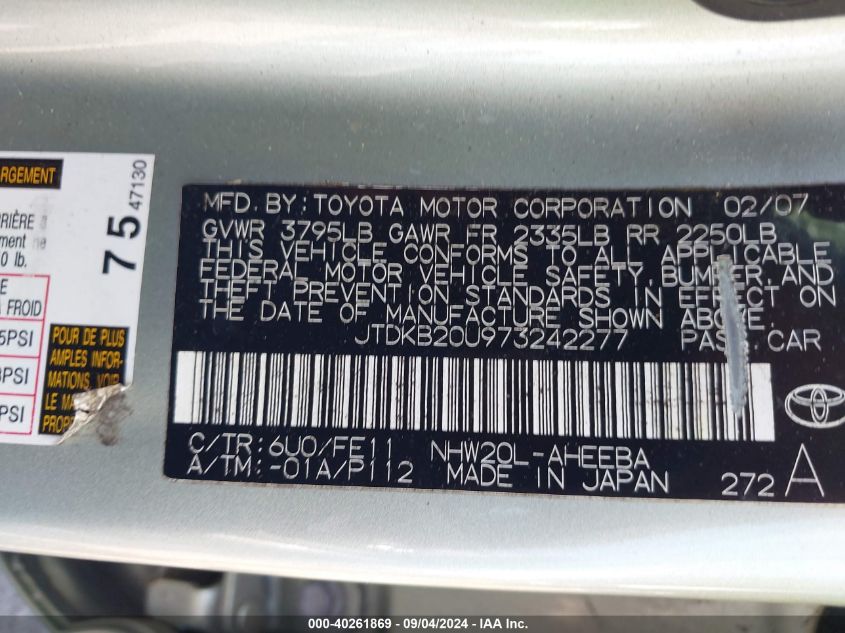 ARGEMENT
RRIÈRE
ement
0 lb.
E
FROID
5PSI
PSI
PSI
75
47130
POUR DE PLUS
AMPLES INFOR-
MATIONS, VOIR
LE
PROP
MFD. BY: TOYOTA MOTOR CORPORATION 02/07
GVWR 3795LB GAWR FR 2335LB RR 2250LB
THIS VEHICLE CONFORMS TO ALL APPLICABLE
FEDERAL MOTOR VEHICLE SAFETY, BUMPER, AND
THEFT PREVENTION STANDARDS IN EFFECT ON
THE DATE OF MANUFACTURE SHOWN ABOVE.
JTDKB20U973242277 PASS. CAR
C/TR: 6U0/FE11 NHW20L-AHEEBA
A/TM: -01A/P112 MADE IN JAPAN 272 A
000-40261869 - 09/04/2024 - IAA Inc.